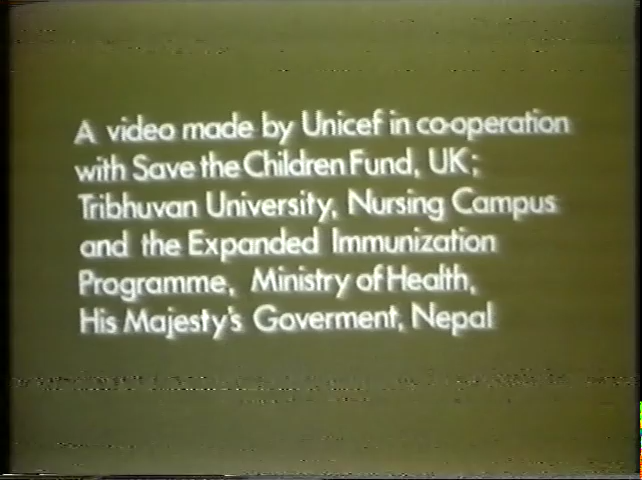 A video made by Unicef in co-operation
with Save the Children Fund, UK;
Tribhuvan University, Nursing Campus
and the Expanded Immunization
Programme, Ministry of Health,
His Majesty's Goverment, Nepal